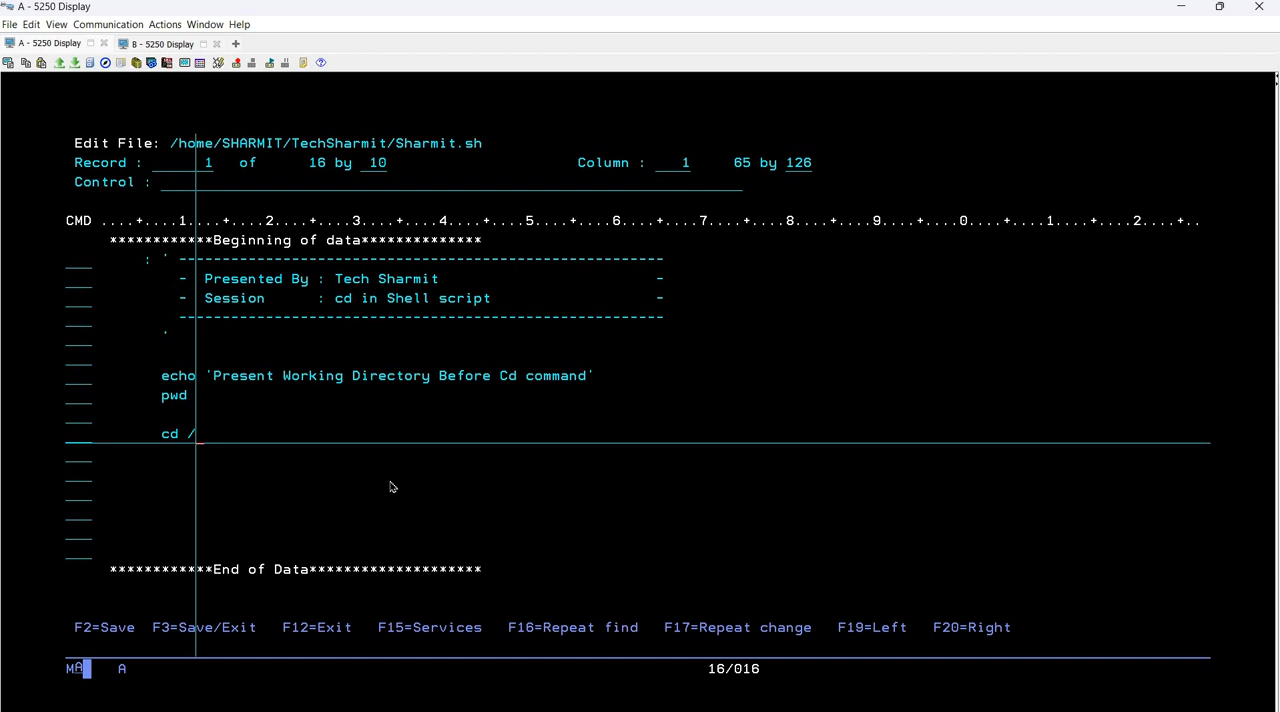 A - 5250 Display
File Edit View Communication Actions Window Help
A - 5250 Display B - 5250 Display
Edit File: /home/SHARMIT/TechSharmit/Sharmit.sh
Record : 1 of 16 by 10 Column : 1 65 by 126
Control :
CMD ....+....1....+....2....+....3....+....4....+....5....+....6....+....7....+....8....+....9....+....0....+....1....+....2....+..
************Beginning of data**************
: ' --------------------------------------------------------
- Presented By : Tech Sharmit -
- Session : cd in Shell script -
--------------------------------------------------------
'
echo 'Present Working Directory Before Cd command'
pwd
cd /
************End of Data********************
F2=Save F3=Save/Exit F12=Exit F15=Services F16=Repeat find F17=Repeat change F19=Left F20=Right
MA A 16/016